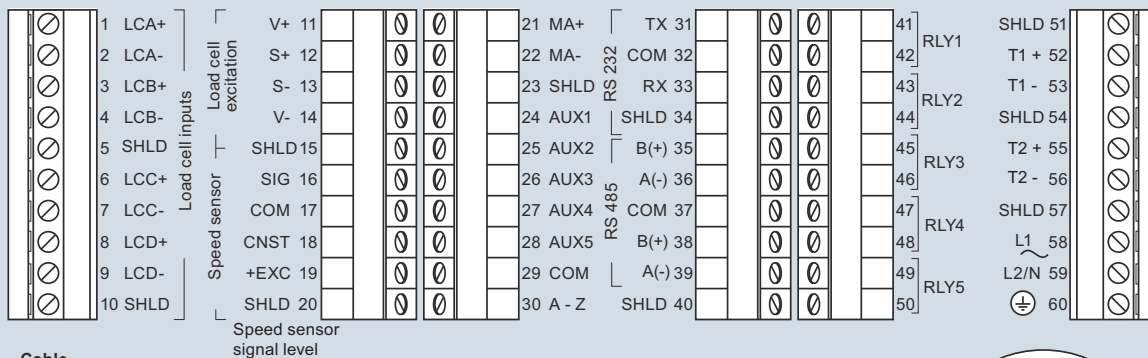 1 LCA+
2 LCA-
3 LCB+
4 LCB-
5 SHLD
6 LCC+
7 LCC-
8 LCD+
9 LCD-
10 SHLD
Load cell inputs
Load cell
excitation
Speed sensor
V+ 11
S+ 12
S- 13
V- 14
SHLD 15
SIG 16
COM 17
CNST 18
+EXC 19
SHLD 20
Speed sensor
signal level
21 MA+
22 MA-
23 SHLD
24 AUX1
25 AUX2
26 AUX3
27 AUX4
28 AUX5
29 COM
30 A - Z
RS 232
RS 485
TX 31
COM 32
RX 33
SHLD 34
B(+) 35
A(-) 36
COM 37
B(+) 38
A(-) 39
SHLD 40
41
42
RLY1
43
44
RLY2
45
46
RLY3
47
48
RLY4
49
50
RLY5
SHLD 51
T1 + 52
T1 - 53
SHLD 54
T2 + 55
T2 - 56
SHLD 57
L1 58
L2/N 59
60
Cable